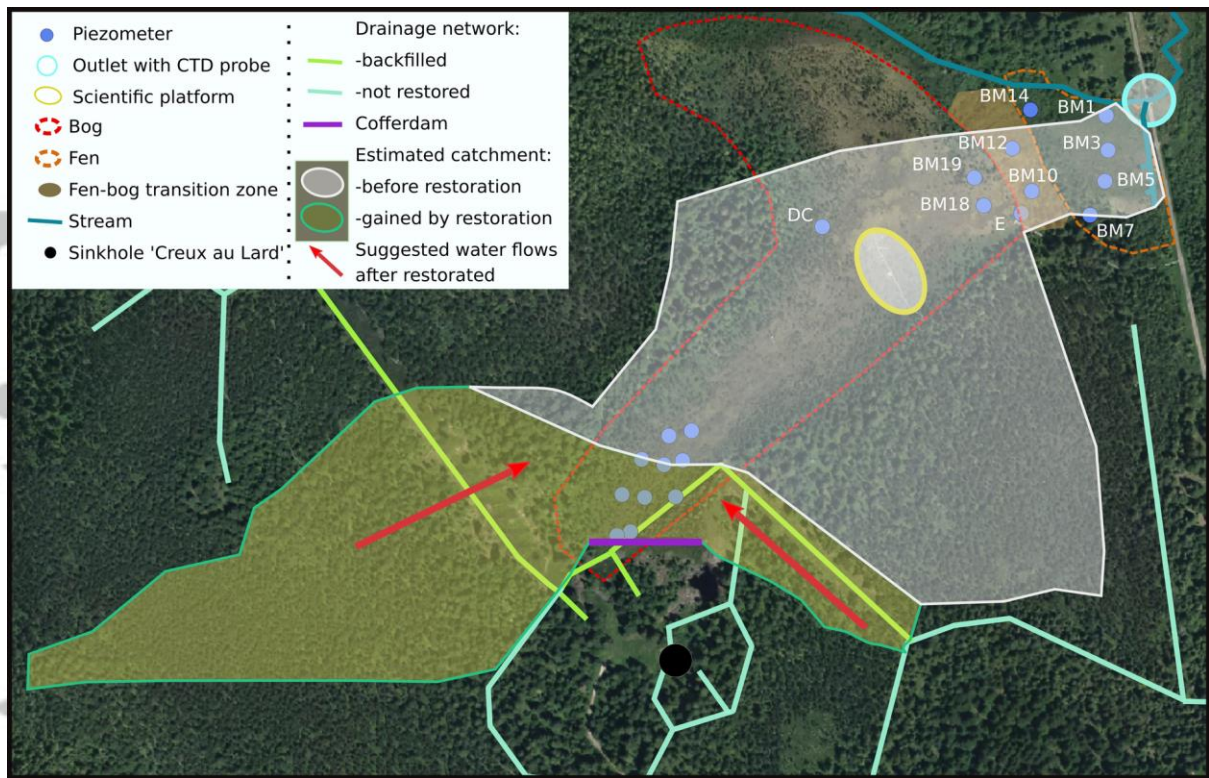 Piezometer
Outlet with CTD probe
Scientific platform
Bog
Fen
Fen-bog transition zone
Stream
Sinkhole 'Creux au Lard'
Drainage network:
-backfilled
-not restored
Cofferdam
Estimated catchment:
-before restoration
-gained by restoration
Suggested water flows
after restorated
BM14
BM1
BM12
BM3
BM19
BM10
BM5
BM18
DC
E
BM7